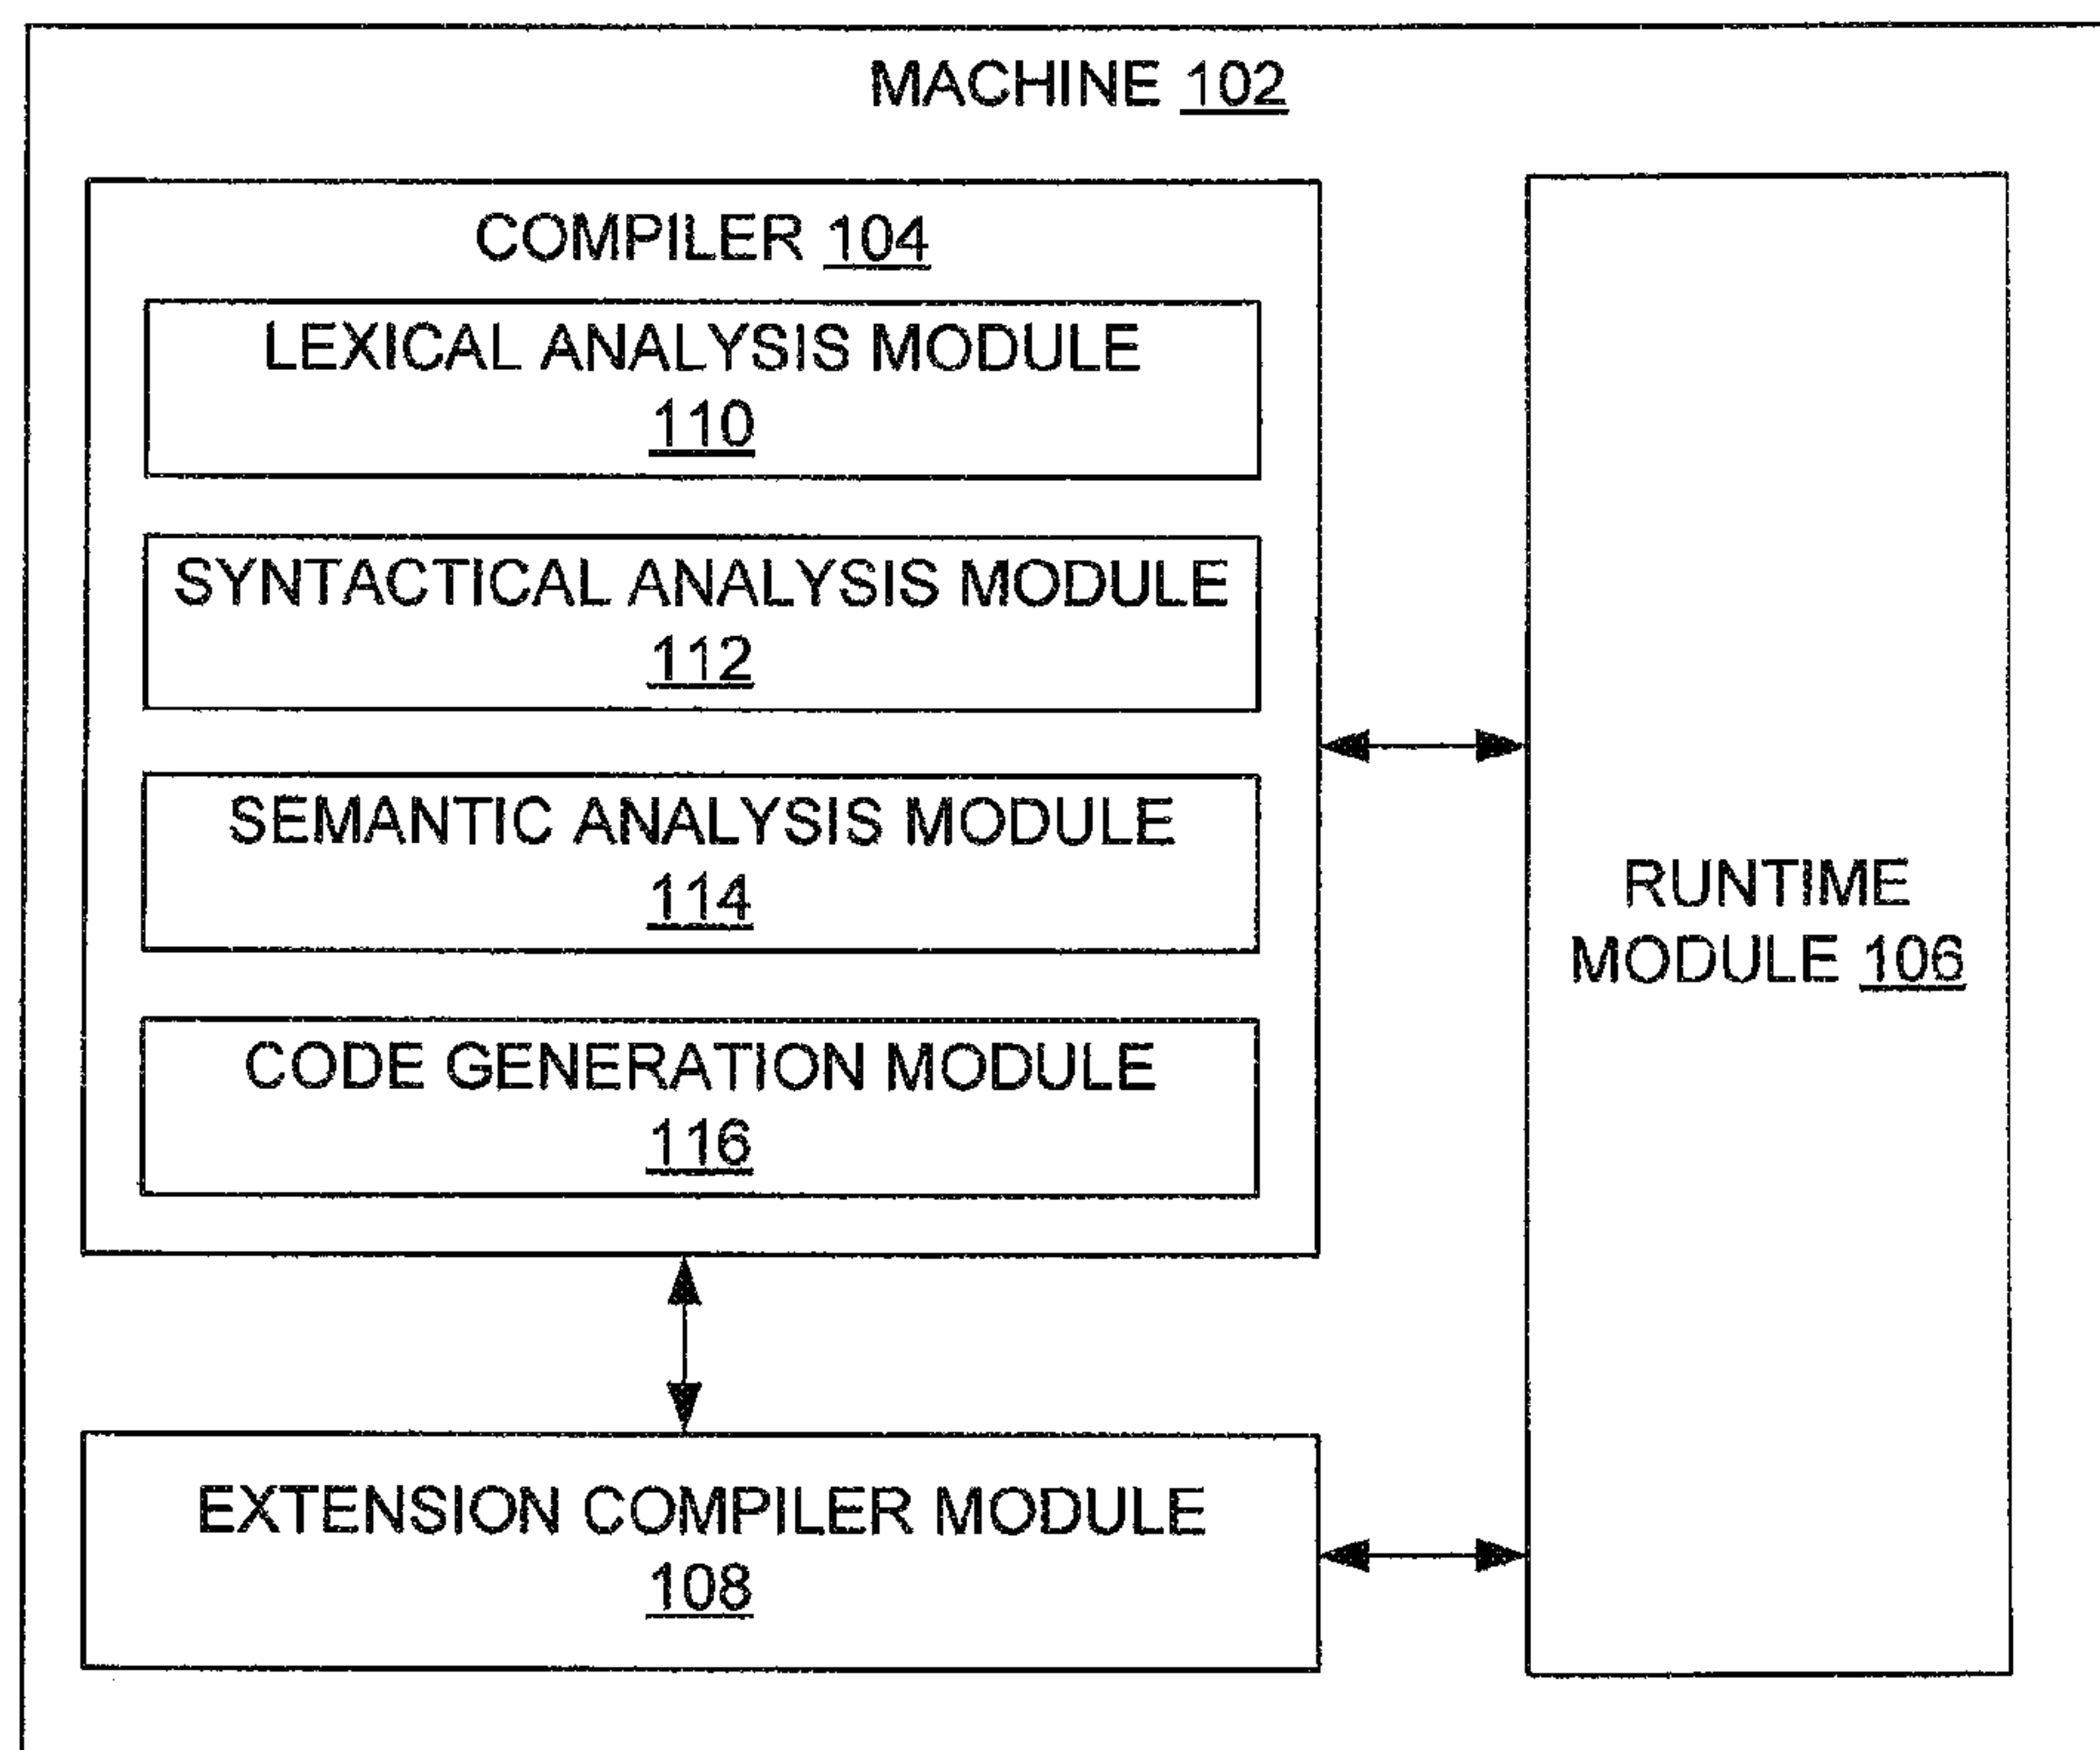 MACHINE 102
COMPILER 104
LEXICAL ANALYSIS MODULE
110
SYNTACTICAL ANALYSIS MODULE
112
SEMANTIC ANALYSIS MODULE
114
CODE GENERATION MODULE
116
EXTENSION COMPILER MODULE
108
RUNTIME
MODULE 106